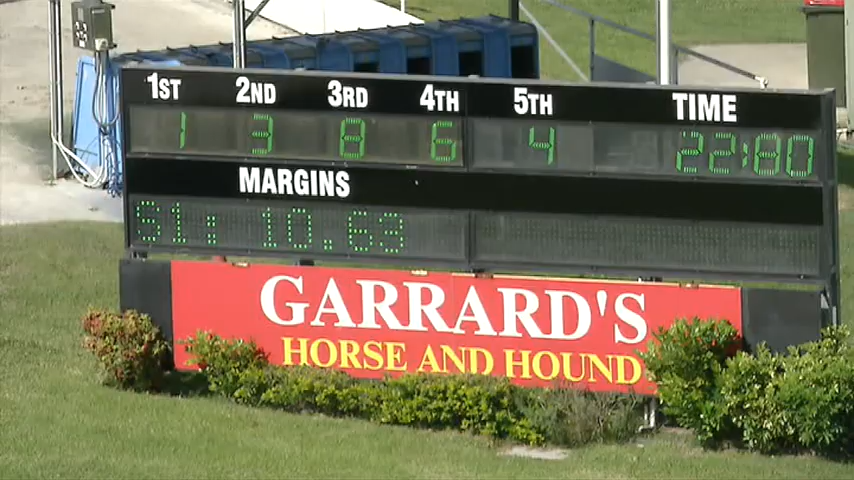 1ST 2ND 3RD 4TH 5TH TIME
1 3 8 6 4 22:80
MARGINS
S1: 10.63
GARRARD'S
HORSE AND HOUND